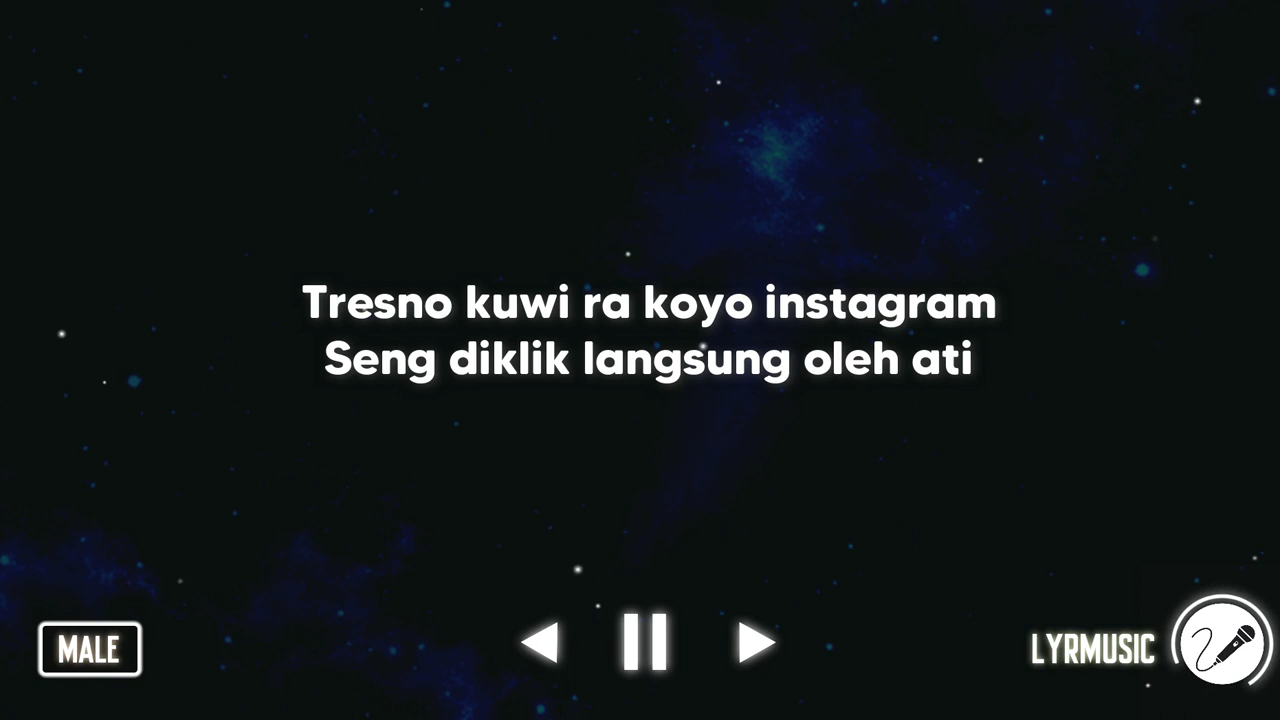 Tresno kuwi ra koyo instagram
Seng diklik langsung oleh ati
MALE
LYRMUSIC